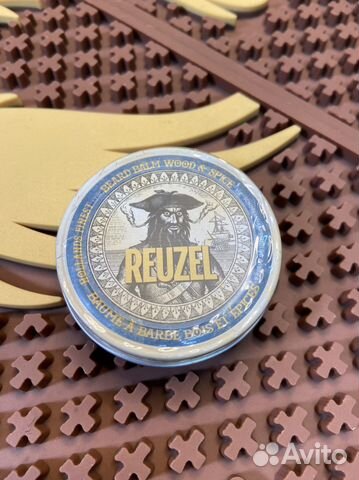 BEARD BALM WOOD & SPICE
HOLLANDS FINEST
REUZEL
BAUME À BARBE BOIS ET ÉPICES
Avito